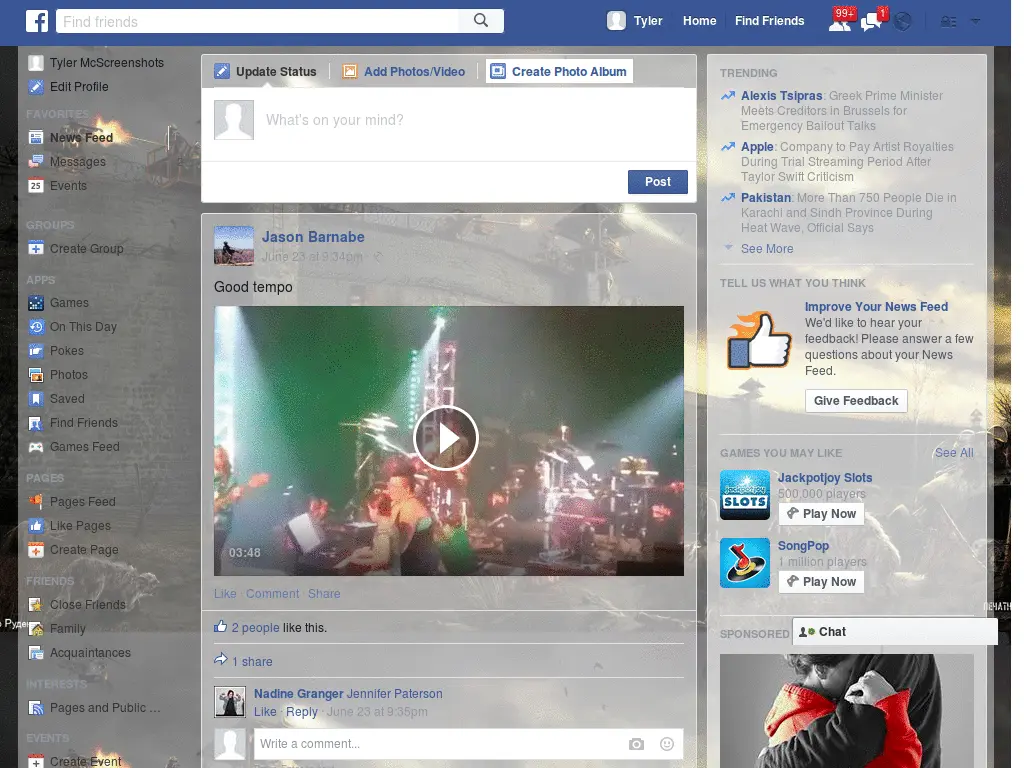 Find friends
Tyler
Home
Find Friends
99+
1
Tyler McScreenshots
Edit Profile
FAVORITES
News Feed
Messages
25
Events
GROUPS
Create Group
APPS
Games
On This Day
Pokes
Photos
Saved
Find Friends
Games Feed
PAGES
Pages Feed
Like Pages
Create Page
FRIENDS
Close Friends
Family
Acquaintances
INTERESTS
Pages and Public ...
EVENTS
Create Event
Update Status
Add Photos/Video
Create Photo Album
What's on your mind?
Post
Jason Barnabe
June 23 at 9:34pm ·
Good tempo
03:48
Like · Comment · Share
2 people like this.
1 share
Nadine Granger Jennifer Paterson
Like · Reply · June 23 at 9:35pm
Write a comment...
TRENDING
Alexis Tsipras: Greek Prime Minister
Meets Creditors in Brussels for
Emergency Bailout Talks
Apple: Company to Pay Artist Royalties
During Trial Streaming Period After
Taylor Swift Criticism
Pakistan: More Than 750 People Die in
Karachi and Sindh Province During
Heat Wave, Official Says
See More
TELL US WHAT YOU THINK
Improve Your News Feed
We'd like to hear your
feedback! Please answer a few
questions about your News
Feed.
Give Feedback
GAMES YOU MAY LIKE
See All
jackpotjoy
SLOTS
Jackpotjoy Slots
500,000 players
Play Now
SongPop
1 million players
Play Now
SPONSORED
Chat